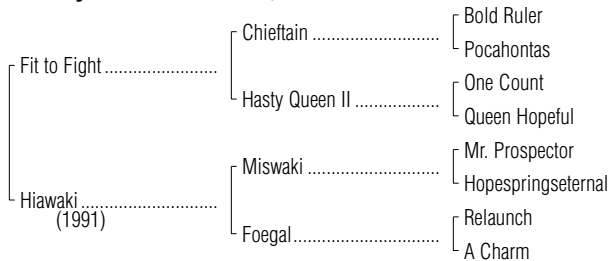 Bold Ruler
Chieftain
Pocahontas
Fit to Fight
One Count
Hasty Queen II
Queen Hopeful
Mr. Prospector
Miswaki
Hopespringseternal
Hiawaki
(1991)
Relaunch
Foegal
A Charm